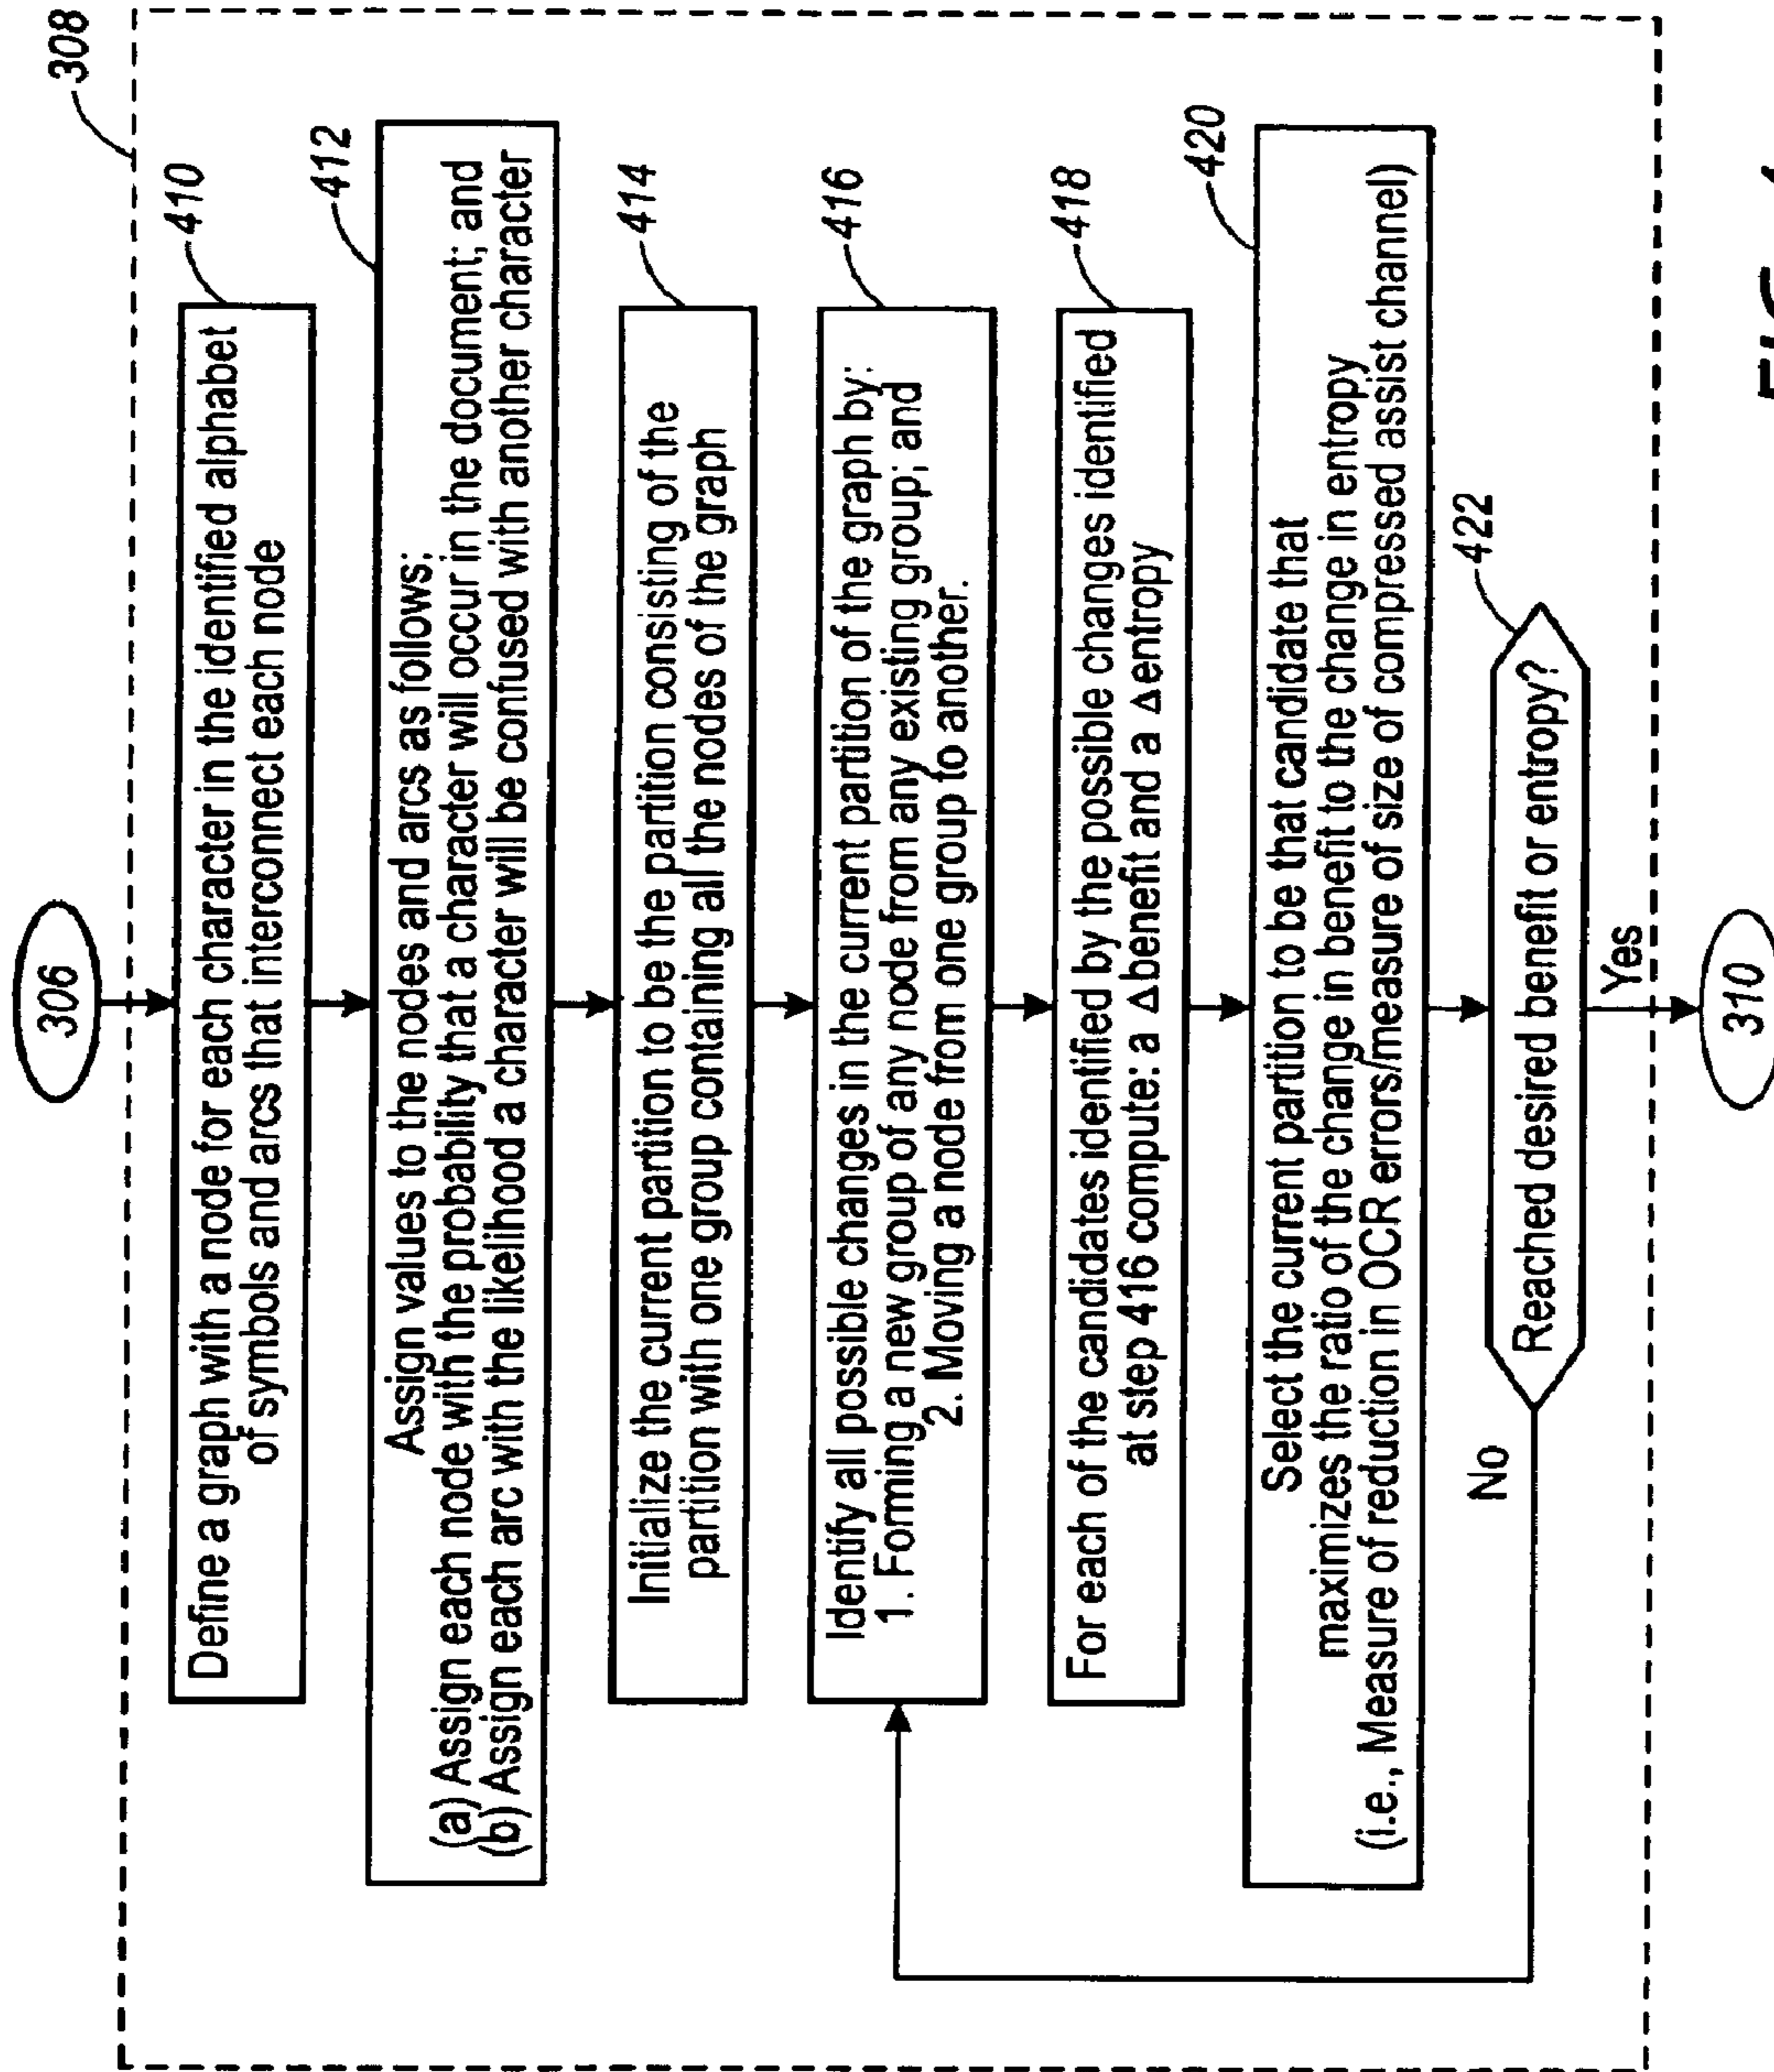 306
308
410
Define a graph with a node for each character in the identified alphabet
of symbols and arcs that interconnect each node
412
Assign values to the nodes and arcs as follows:
(a) Assign each node with the probability that a character will occur in the document; and
(b) Assign each arc with the likelihood a character will be confused with another character
414
Initialize the current partition to be the partition consisting of the
partition with one group containing all the nodes of the graph
416
Identify all possible changes in the current partition of the graph by:
1. Forming a new group of any node from any existing group; and
2. Moving a node from one group to another.
418
For each of the candidates identified by the possible changes identified
at step 416 compute: a Δbenefit and a Δentropy
420
Select the current partition to be that candidate that
maximizes the ratio of the change in benefit to the change in entropy
(i.e., Measure of reduction in OCR errors/measure of size of compressed assist channel)
422
Reached desired benefit or entropy?
No
Yes
310